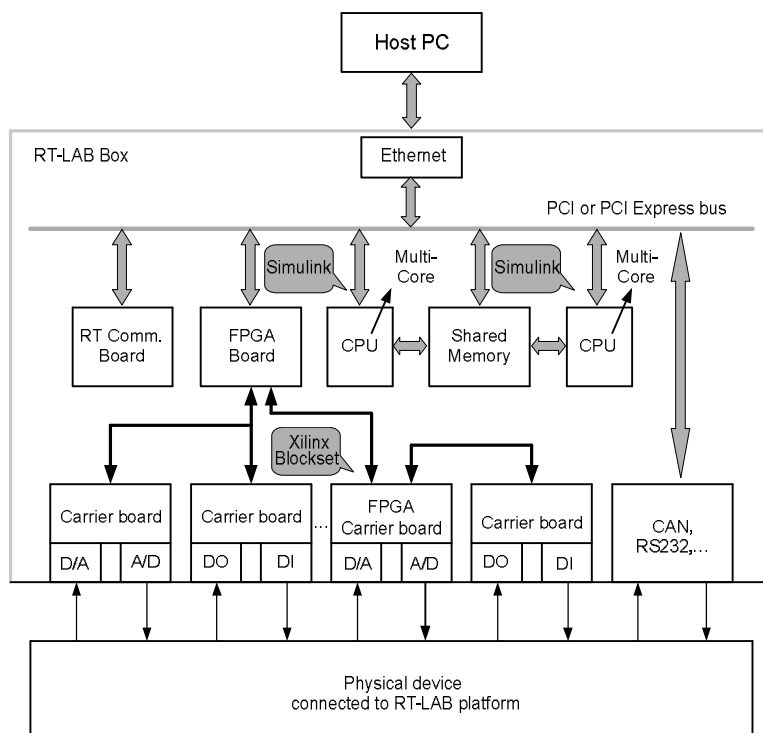 Host PC
RT-LAB Box
Ethernet
PCI or PCI Express bus
Simulink
Multi-
Core
Simulink
Multi-
Core
RT Comm.
Board
FPGA
Board
CPU
Shared
Memory
CPU
Xilinx
Blockset
Carrier board
D/A
A/D
Carrier board
DO
DI
...
FPGA
Carrier board
D/A
A/D
Carrier board
DO
DI
CAN,
RS232,...
Physical device
connected to RT-LAB platform